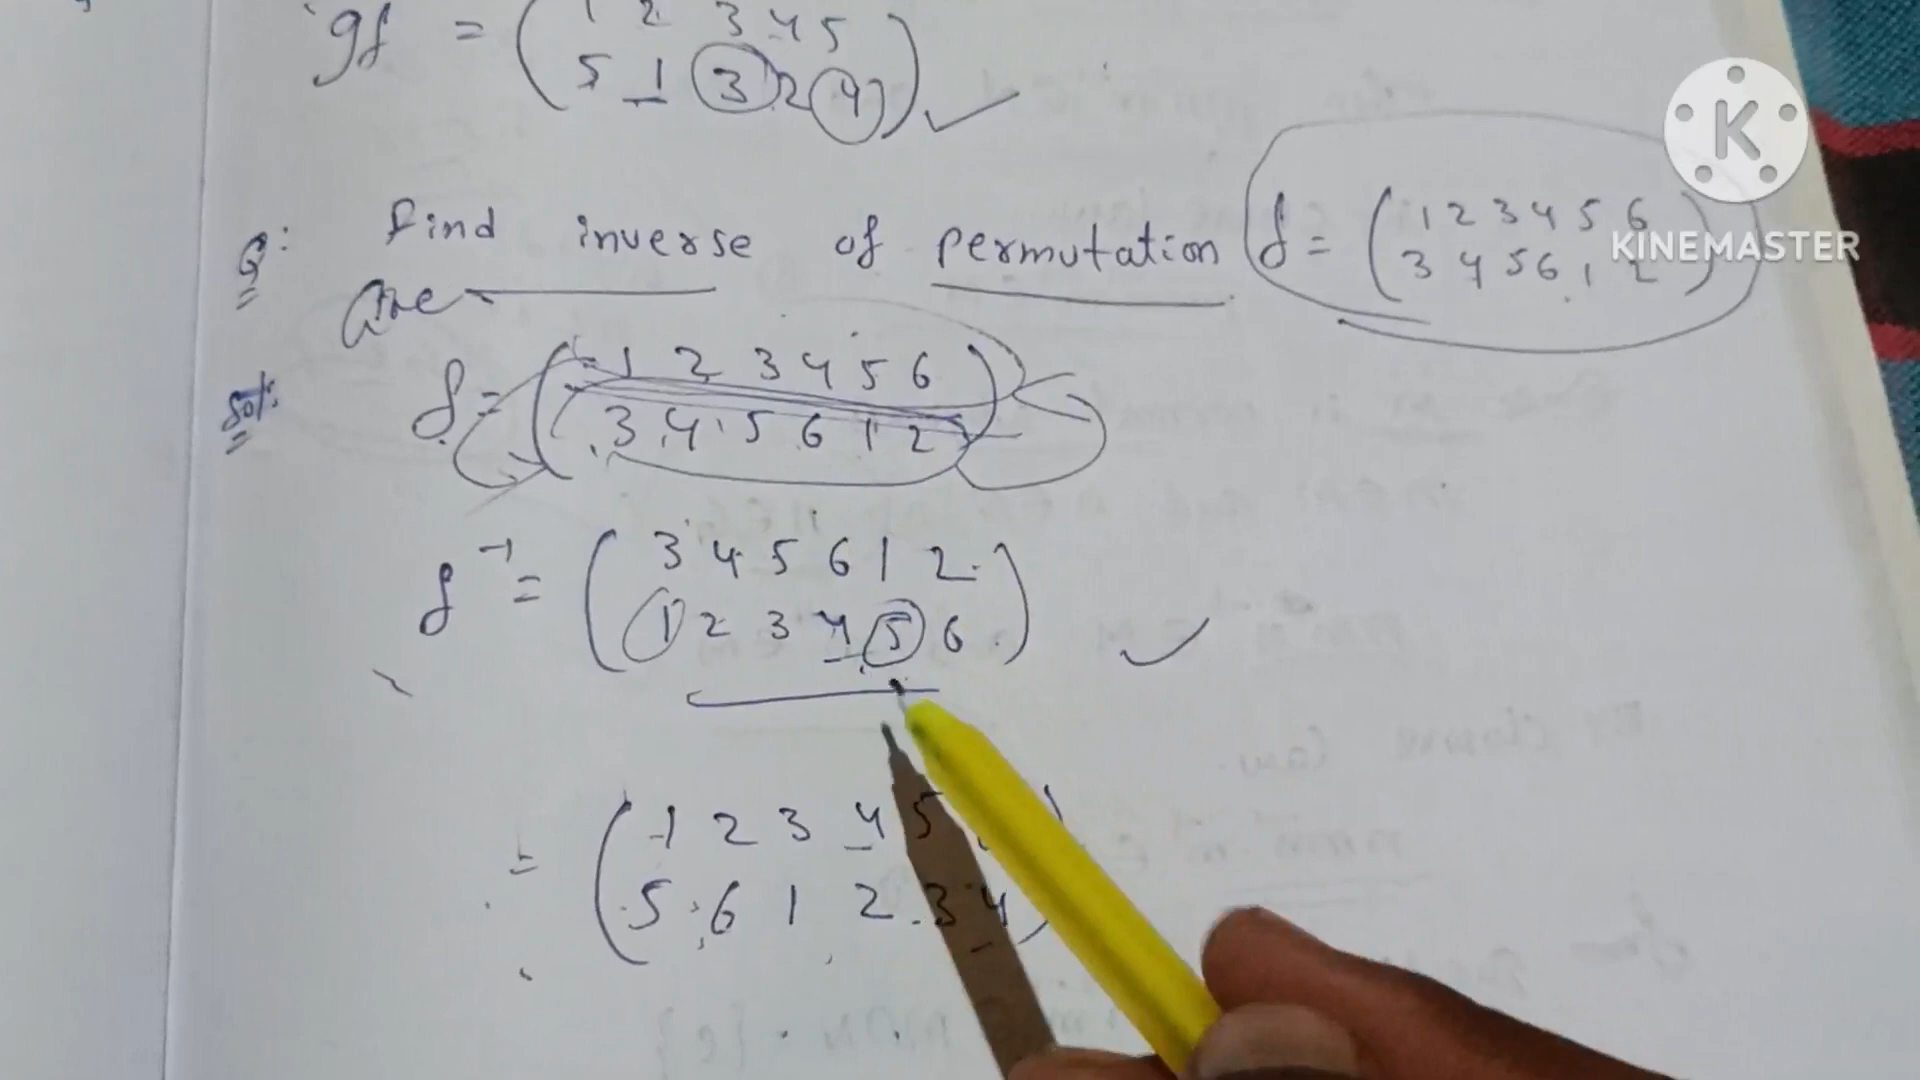 gf = ( 1 2 3 4 5
5 1 3 2 4 )
Q: Find inverse of permutation f = ( 1 2 3 4 5 6
3 4 5 6 1 2 )
K
KINEMASTER
are
Sol: f = ( 1 2 3 4 5 6
3 4 5 6 1 2 )
f⁻¹ = ( 3 4 5 6 1 2
1 2 3 4 5 6 )
= ( 1 2 3 4 5
5 6 1 2 3 4 )